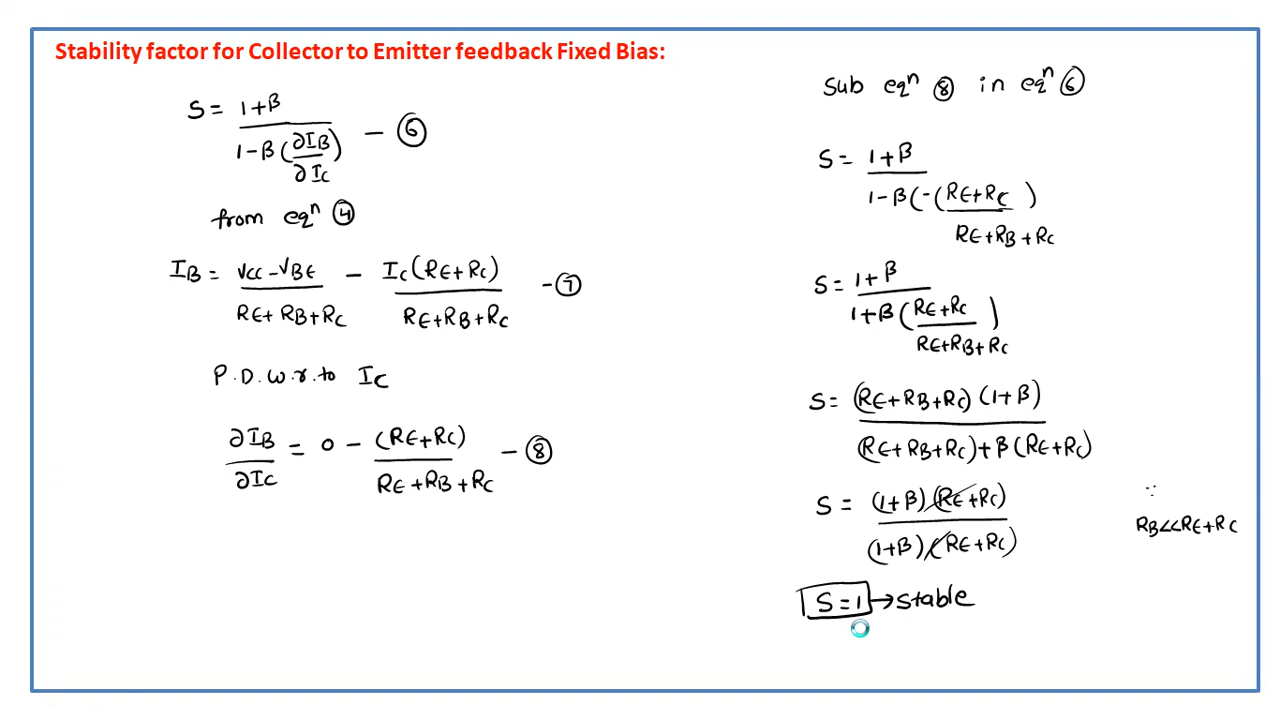 Stability factor for Collector to Emitter feedback Fixed Bias:
S = (1+β) / (1-β(∂IB/∂IC)) - ⑥
from eqⁿ ④
IB = (VCC-VBE)/(RE+RB+RC) - IC(RE+RC)/(RE+RB+RC) - ⑦
P.D.w.r.to IC
∂IB/∂IC = 0 - (RE+RC)/(RE+RB+RC) - ⑧
Sub eqⁿ ⑧ in eqⁿ ⑥
S = (1+β) / (1-β(-(RE+RC)/(RE+RB+RC))
S = (1+β) / (1+β((RE+RC)/(RE+RB+RC)))
S = (RE+RB+RC)(1+β) / ((RE+RB+RC)+β(RE+RC))
S = (1+β)(RE+RC) / (1+β)(RE+RC)
∵
RB<<RE+RC
S=1 → stable